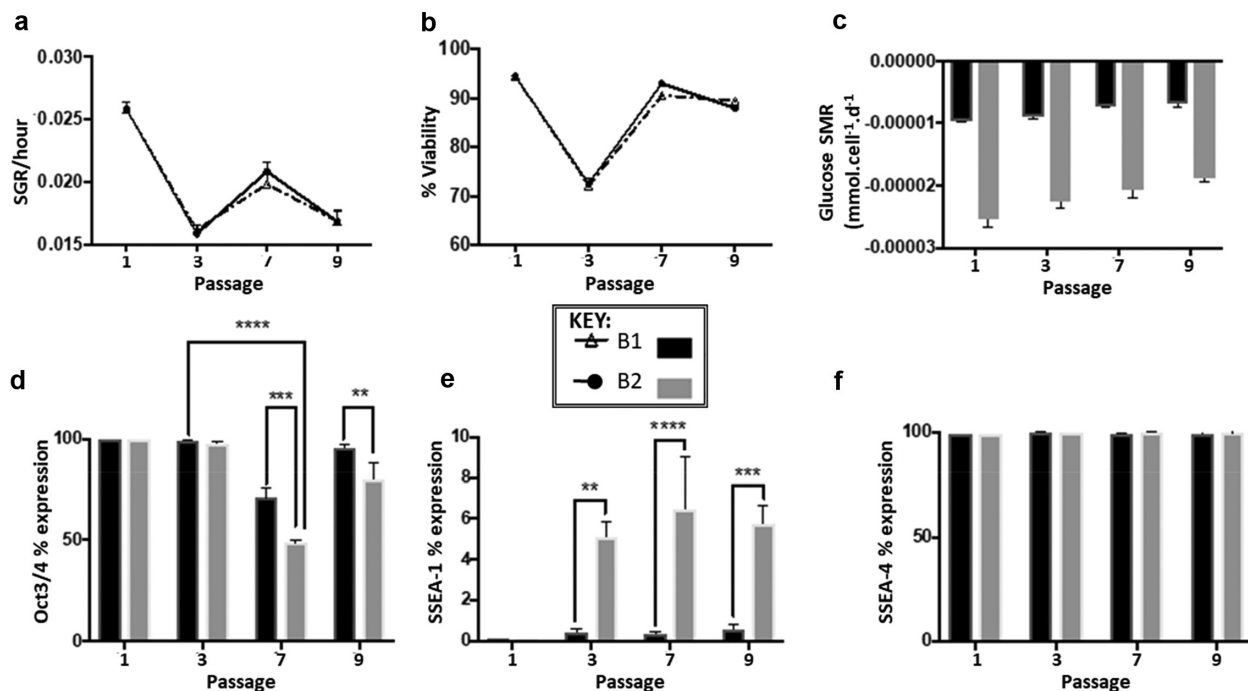 a
0.030
0.025
0.020
0.015
SGR/hour
1 3 7 9
Passage
b
100
90
80
70
60
% Viability
1 3 7 9
Passage
c
0.00000
-0.00001
-0.00002
-0.00003
Glucose SMR
(mmol.cell⁻¹.d⁻¹)
1 3 7 9
Passage
KEY:
B1
B2
d
****
*** **
100
50
0
Oct3/4 % expression
1 3 7 9
Passage
e
****
** ***
10
8
6
4
2
0
SSEA-1 % expression
1 3 7 9
Passage
f
100
50
0
SSEA-4 % expression
1 3 7 9
Passage